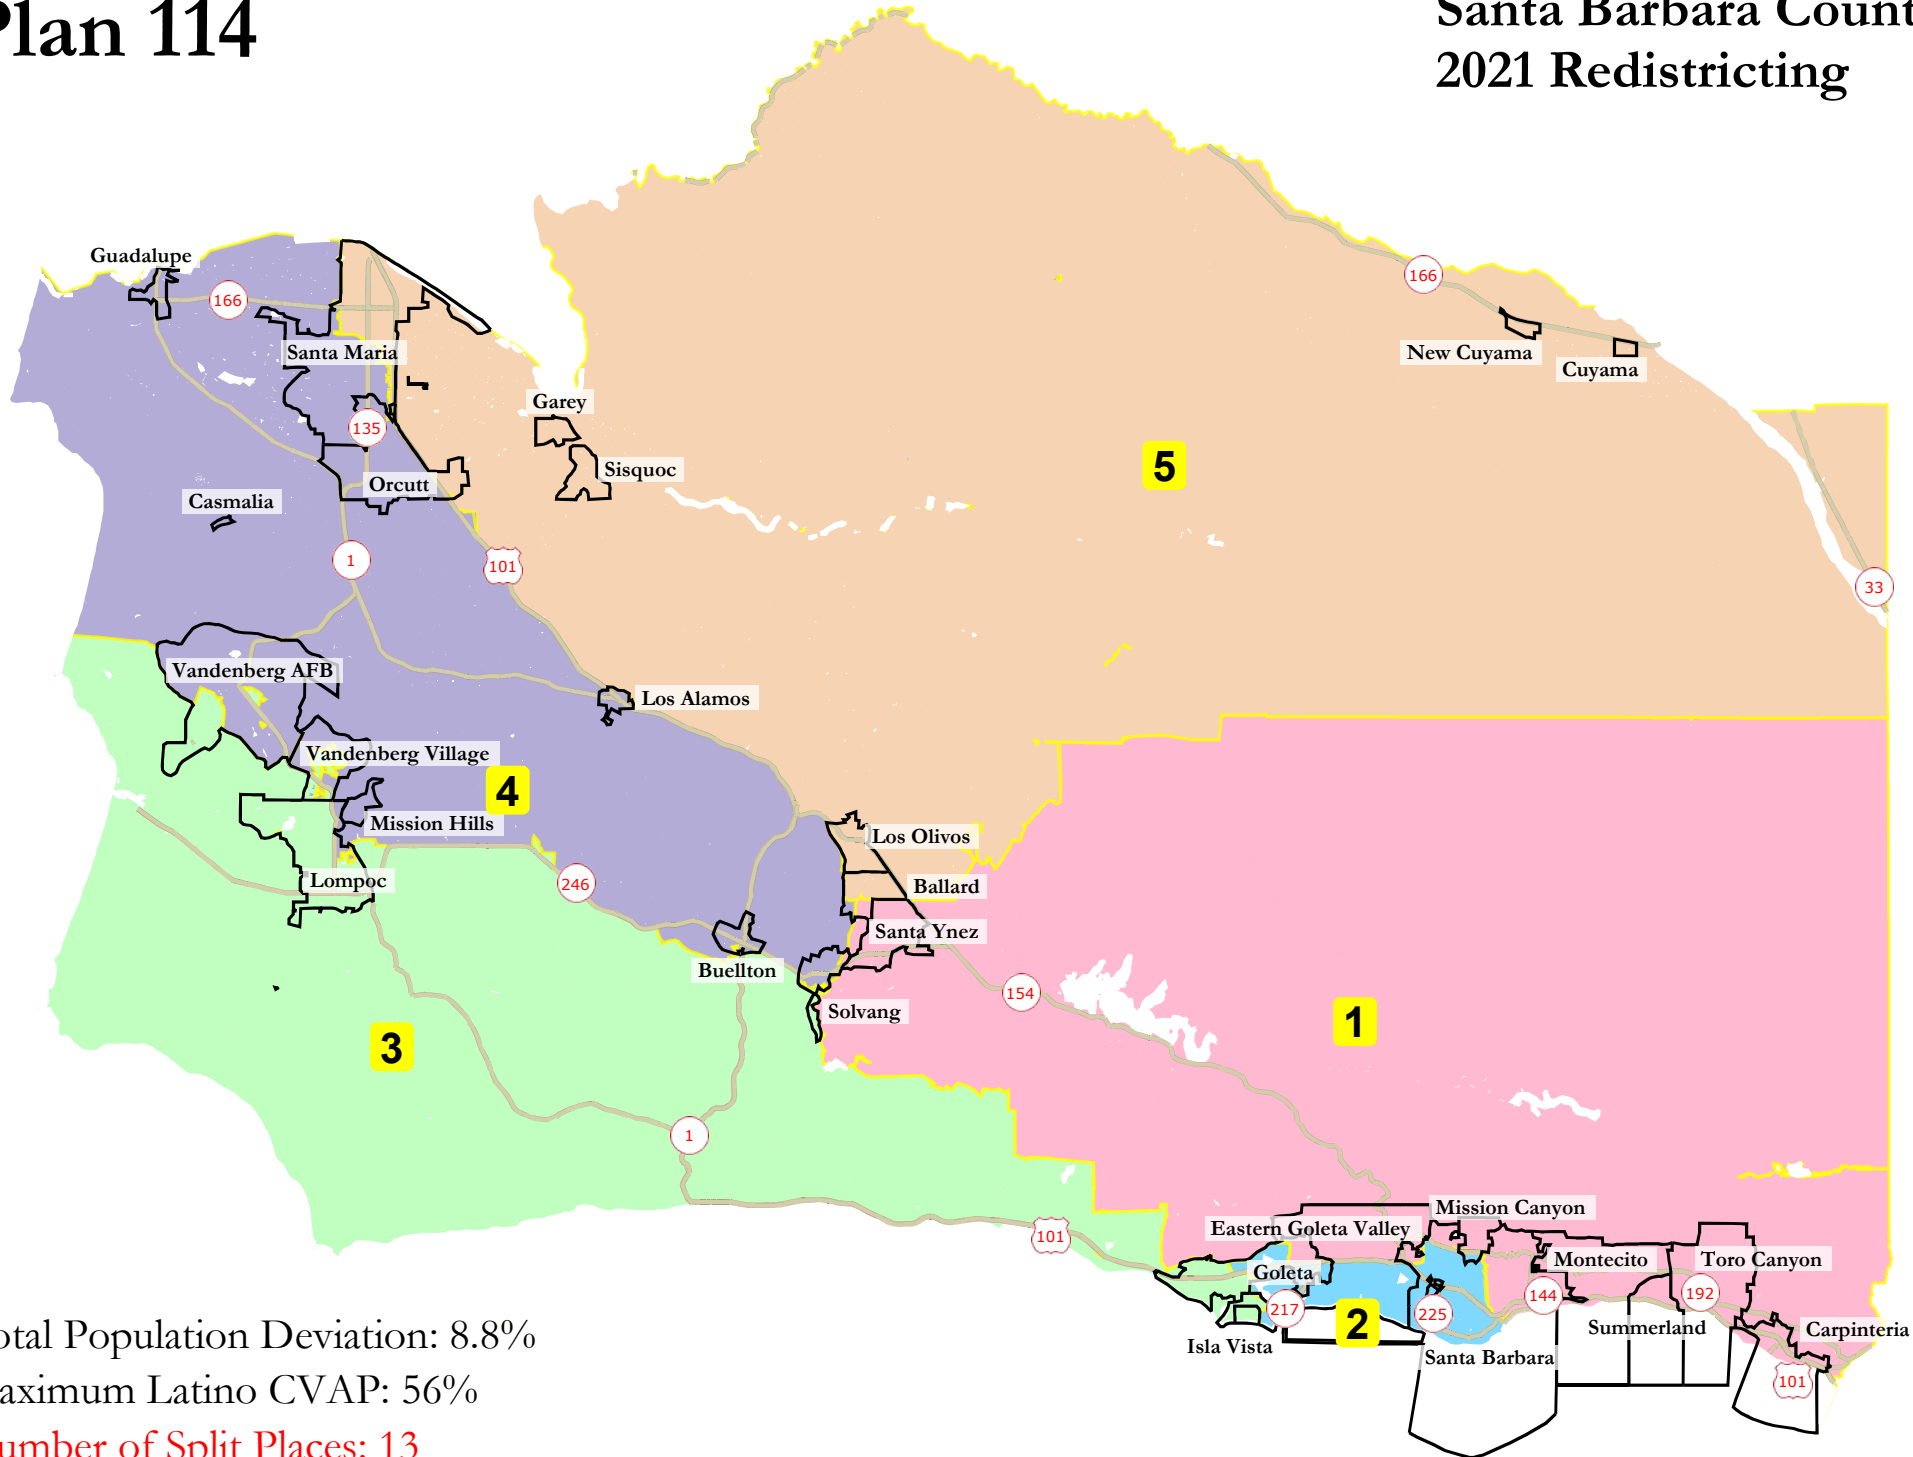 Plan 114
Santa Barbara Count
2021 Redistricting
Guadalupe
166
Santa Maria
135
Orcutt
Casmalia
1
101
Garey
Sisquoc
166
New Cuyama
Cuyama
5
33
Vandenberg AFB
Los Alamos
Vandenberg Village
4
Mission Hills
Lompoc
246
Los Olivos
Ballard
Santa Ynez
Buellton
Solvang
154
1
3
1
101
Mission Canyon
Eastern Goleta Valley
Montecito
Toro Canyon
Goleta
217
2
225
144
192
Isla Vista
Summerland
Carpinteria
Santa Barbara
101
otal Population Deviation: 8.8%
aximum Latino CVAP: 56%
umber of Split Places: 13